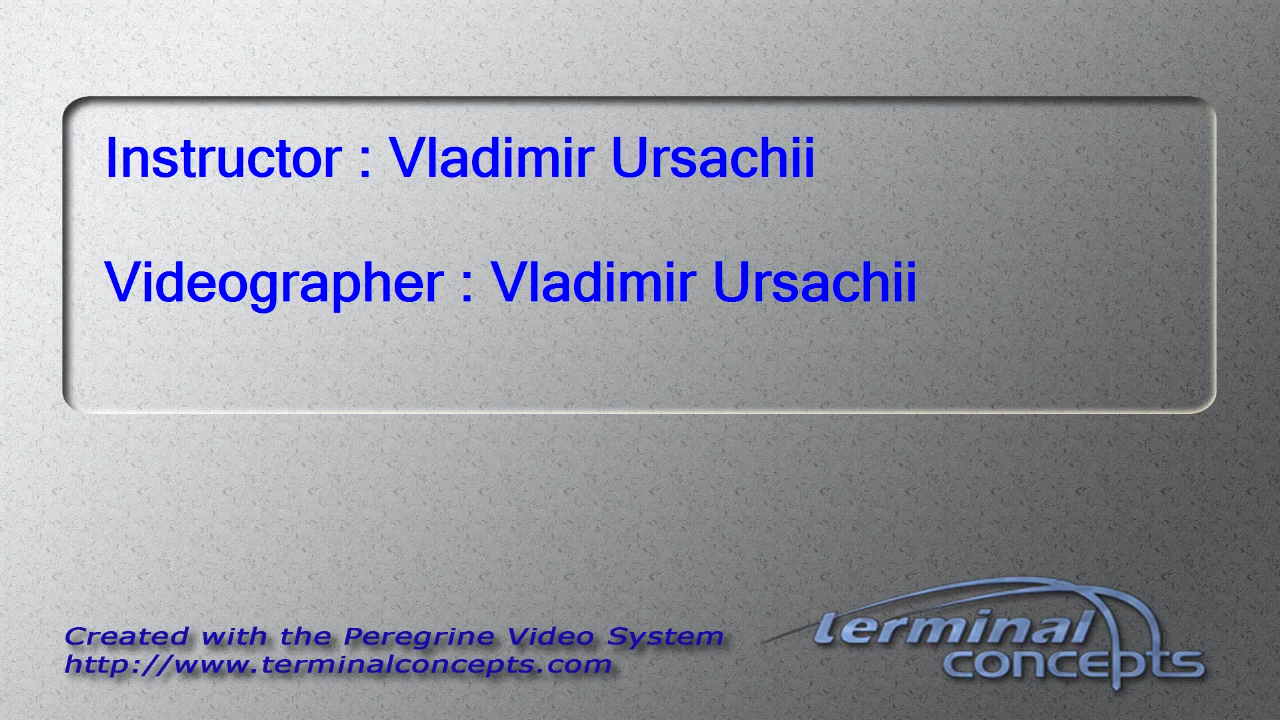 Instructor : Vladimir Ursachii
Videographer : Vladimir Ursachii
Created with the Peregrine Video System
http://www.terminalconcepts.com
terminal
concepts